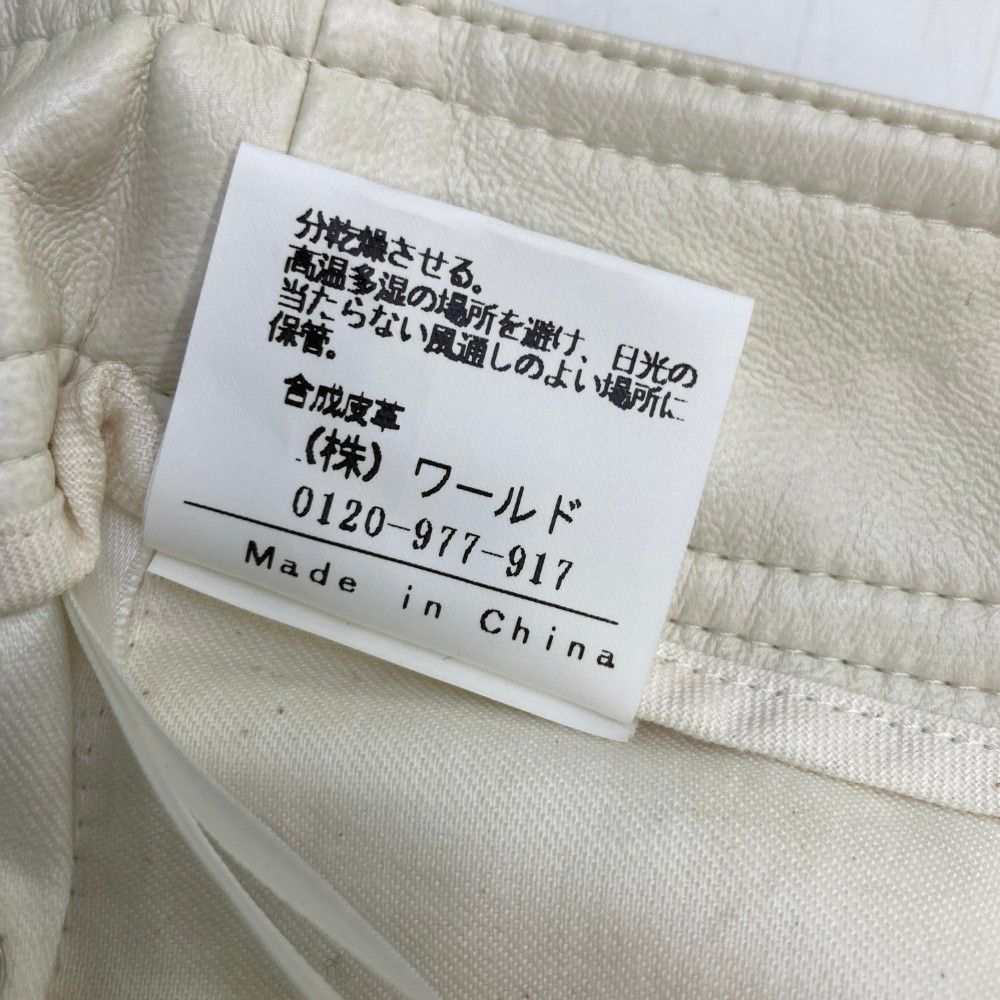 分乾燥させる。
高温多湿の場所を避け、日光の
当たらない風通しのよい場所に
保管。
合成皮革
(株) ワールド
0120-977-917
Made in China